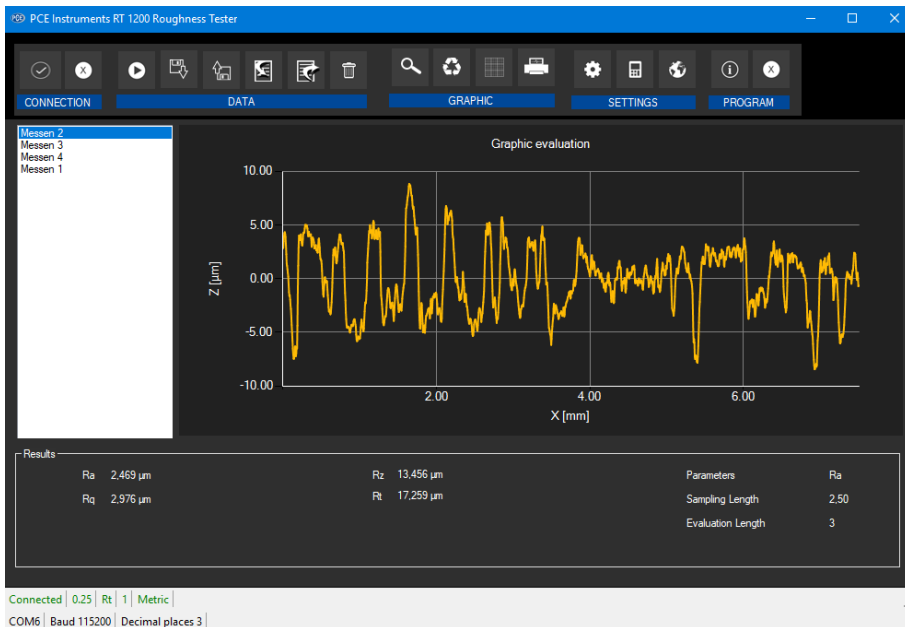 PCE PCE Instruments RT 1200 Roughness Tester
CONNECTION DATA GRAPHIC SETTINGS PROGRAM
Messen 2
Messen 3
Messen 4
Messen 1
Graphic evaluation
10.00
5.00
0.00
-5.00
-10.00
Z [µm]
2.00 4.00 6.00
X [mm]
Results
Ra 2,469 µm Rz 13,456 µm Parameters Ra
Rq 2,976 µm Rt 17,259 µm Sampling Length 2,50
Evaluation Length 3
Connected 0.25 Rt 1 Metric
COM6 Baud 115200 Decimal places 3